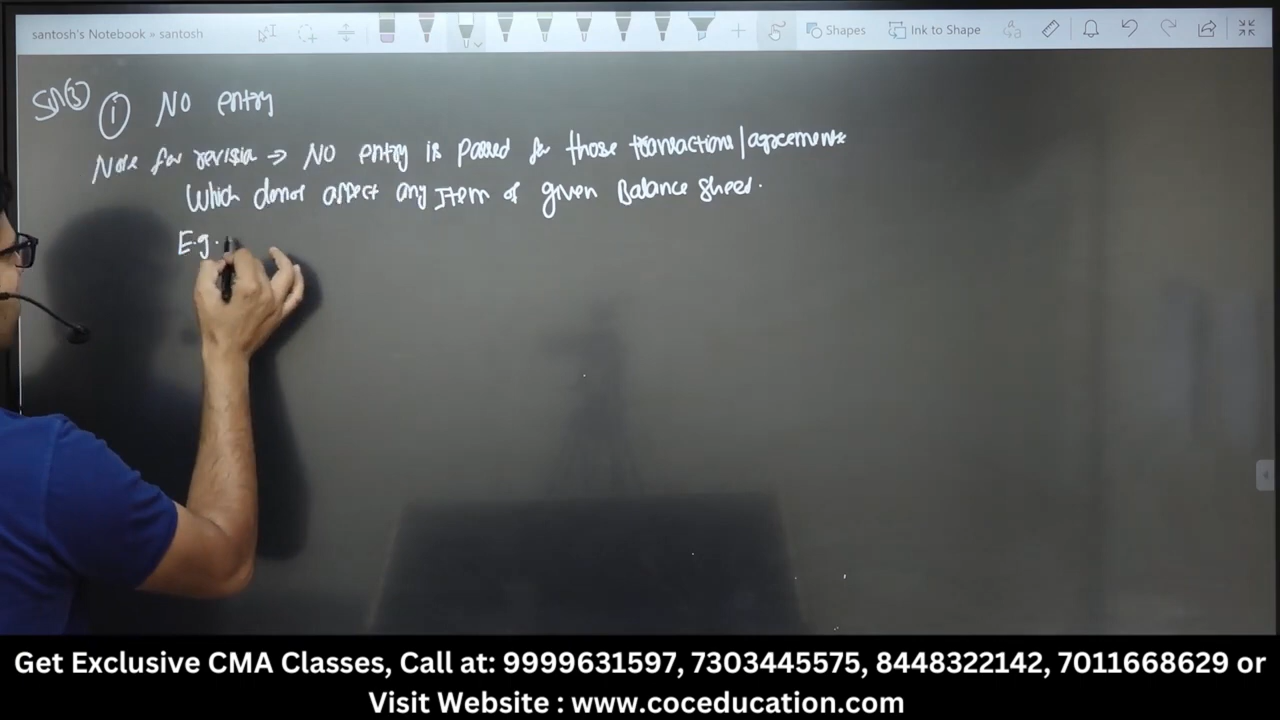 santosh's Notebook » santosh
Shapes
Ink to Shape
Sol(3) (i) NO entry
Note for revision → NO entry is passed for those transactions/agreements
Which donot affect any Item of given Balance Sheet.
E.g.
Get Exclusive CMA Classes, Call at: 9999631597, 7303445575, 8448322142, 7011668629 or
Visit Website : www.coceducation.com